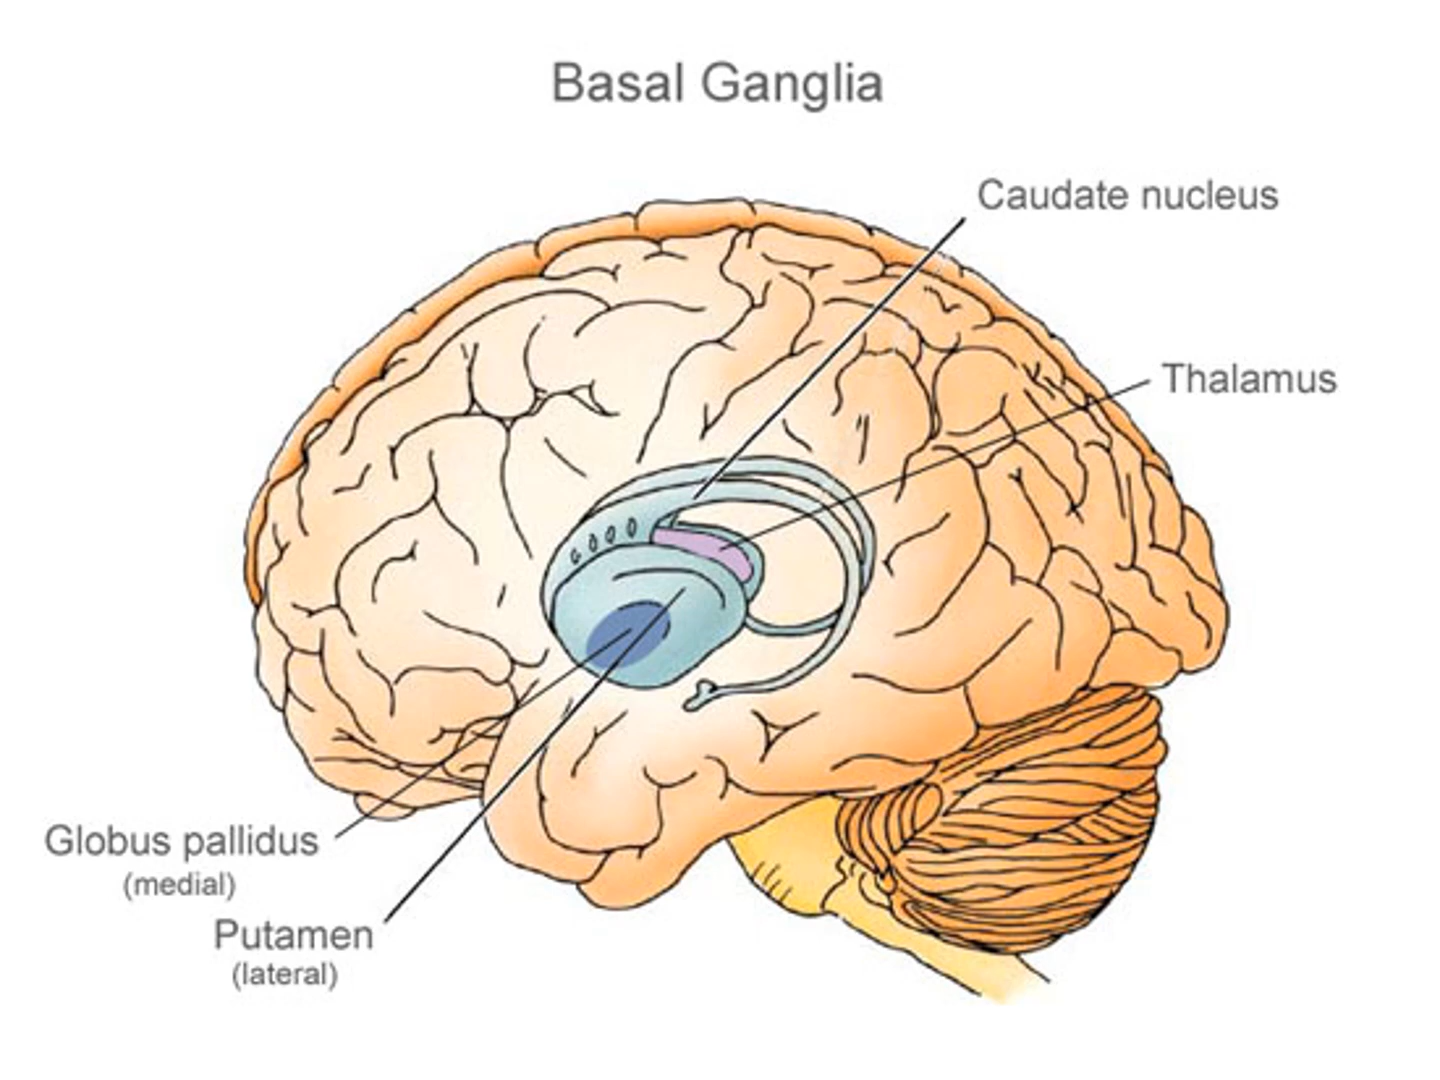 Basal Ganglia
Caudate nucleus
Thalamus
Globus pallidus
(medial)
Putamen
(lateral)